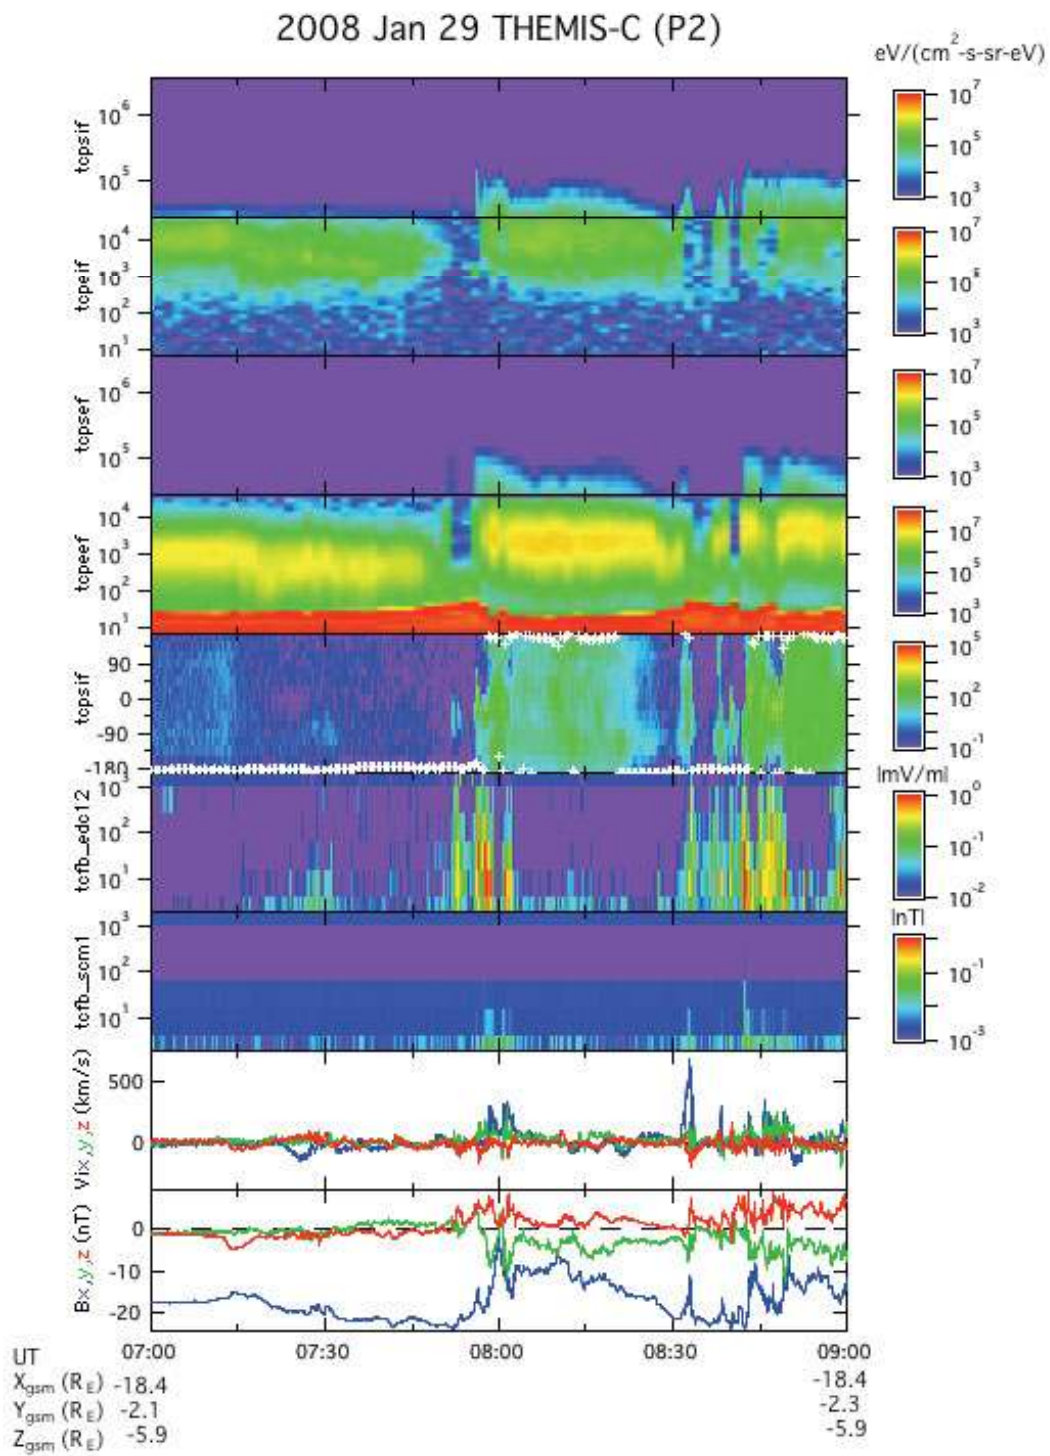 2008 Jan 29 THEMIS-C (P2)
eV/(cm²-s-sr-eV)
tcpsif
10⁶
10⁵
10⁷
10⁵
10³
tcpeif
10⁴
10³
10²
10¹
10⁷
10⁶
10³
tcpsef
10⁶
10⁵
10⁷
10⁵
10³
tcpeef
10⁴
10³
10²
10¹
10⁷
10⁵
10³
tcpsif
90
0
-90
-180
10⁵
10²
10⁻¹
tcfb_edc12
10³
10²
10¹
|mV/m|
10⁰
10⁻¹
10⁻²
tcfb_scm1
10³
10²
10¹
|nT|
10⁻¹
10⁻³
Vix,y,z (km/s)
500
0
Bx,y,z (nT)
0
-10
-20
UT 07:00 07:30 08:00 08:30 09:00
Xgsm (RE) -18.4 -18.4
Ygsm (RE) -2.1 -2.3
Zgsm (RE) -5.9 -5.9